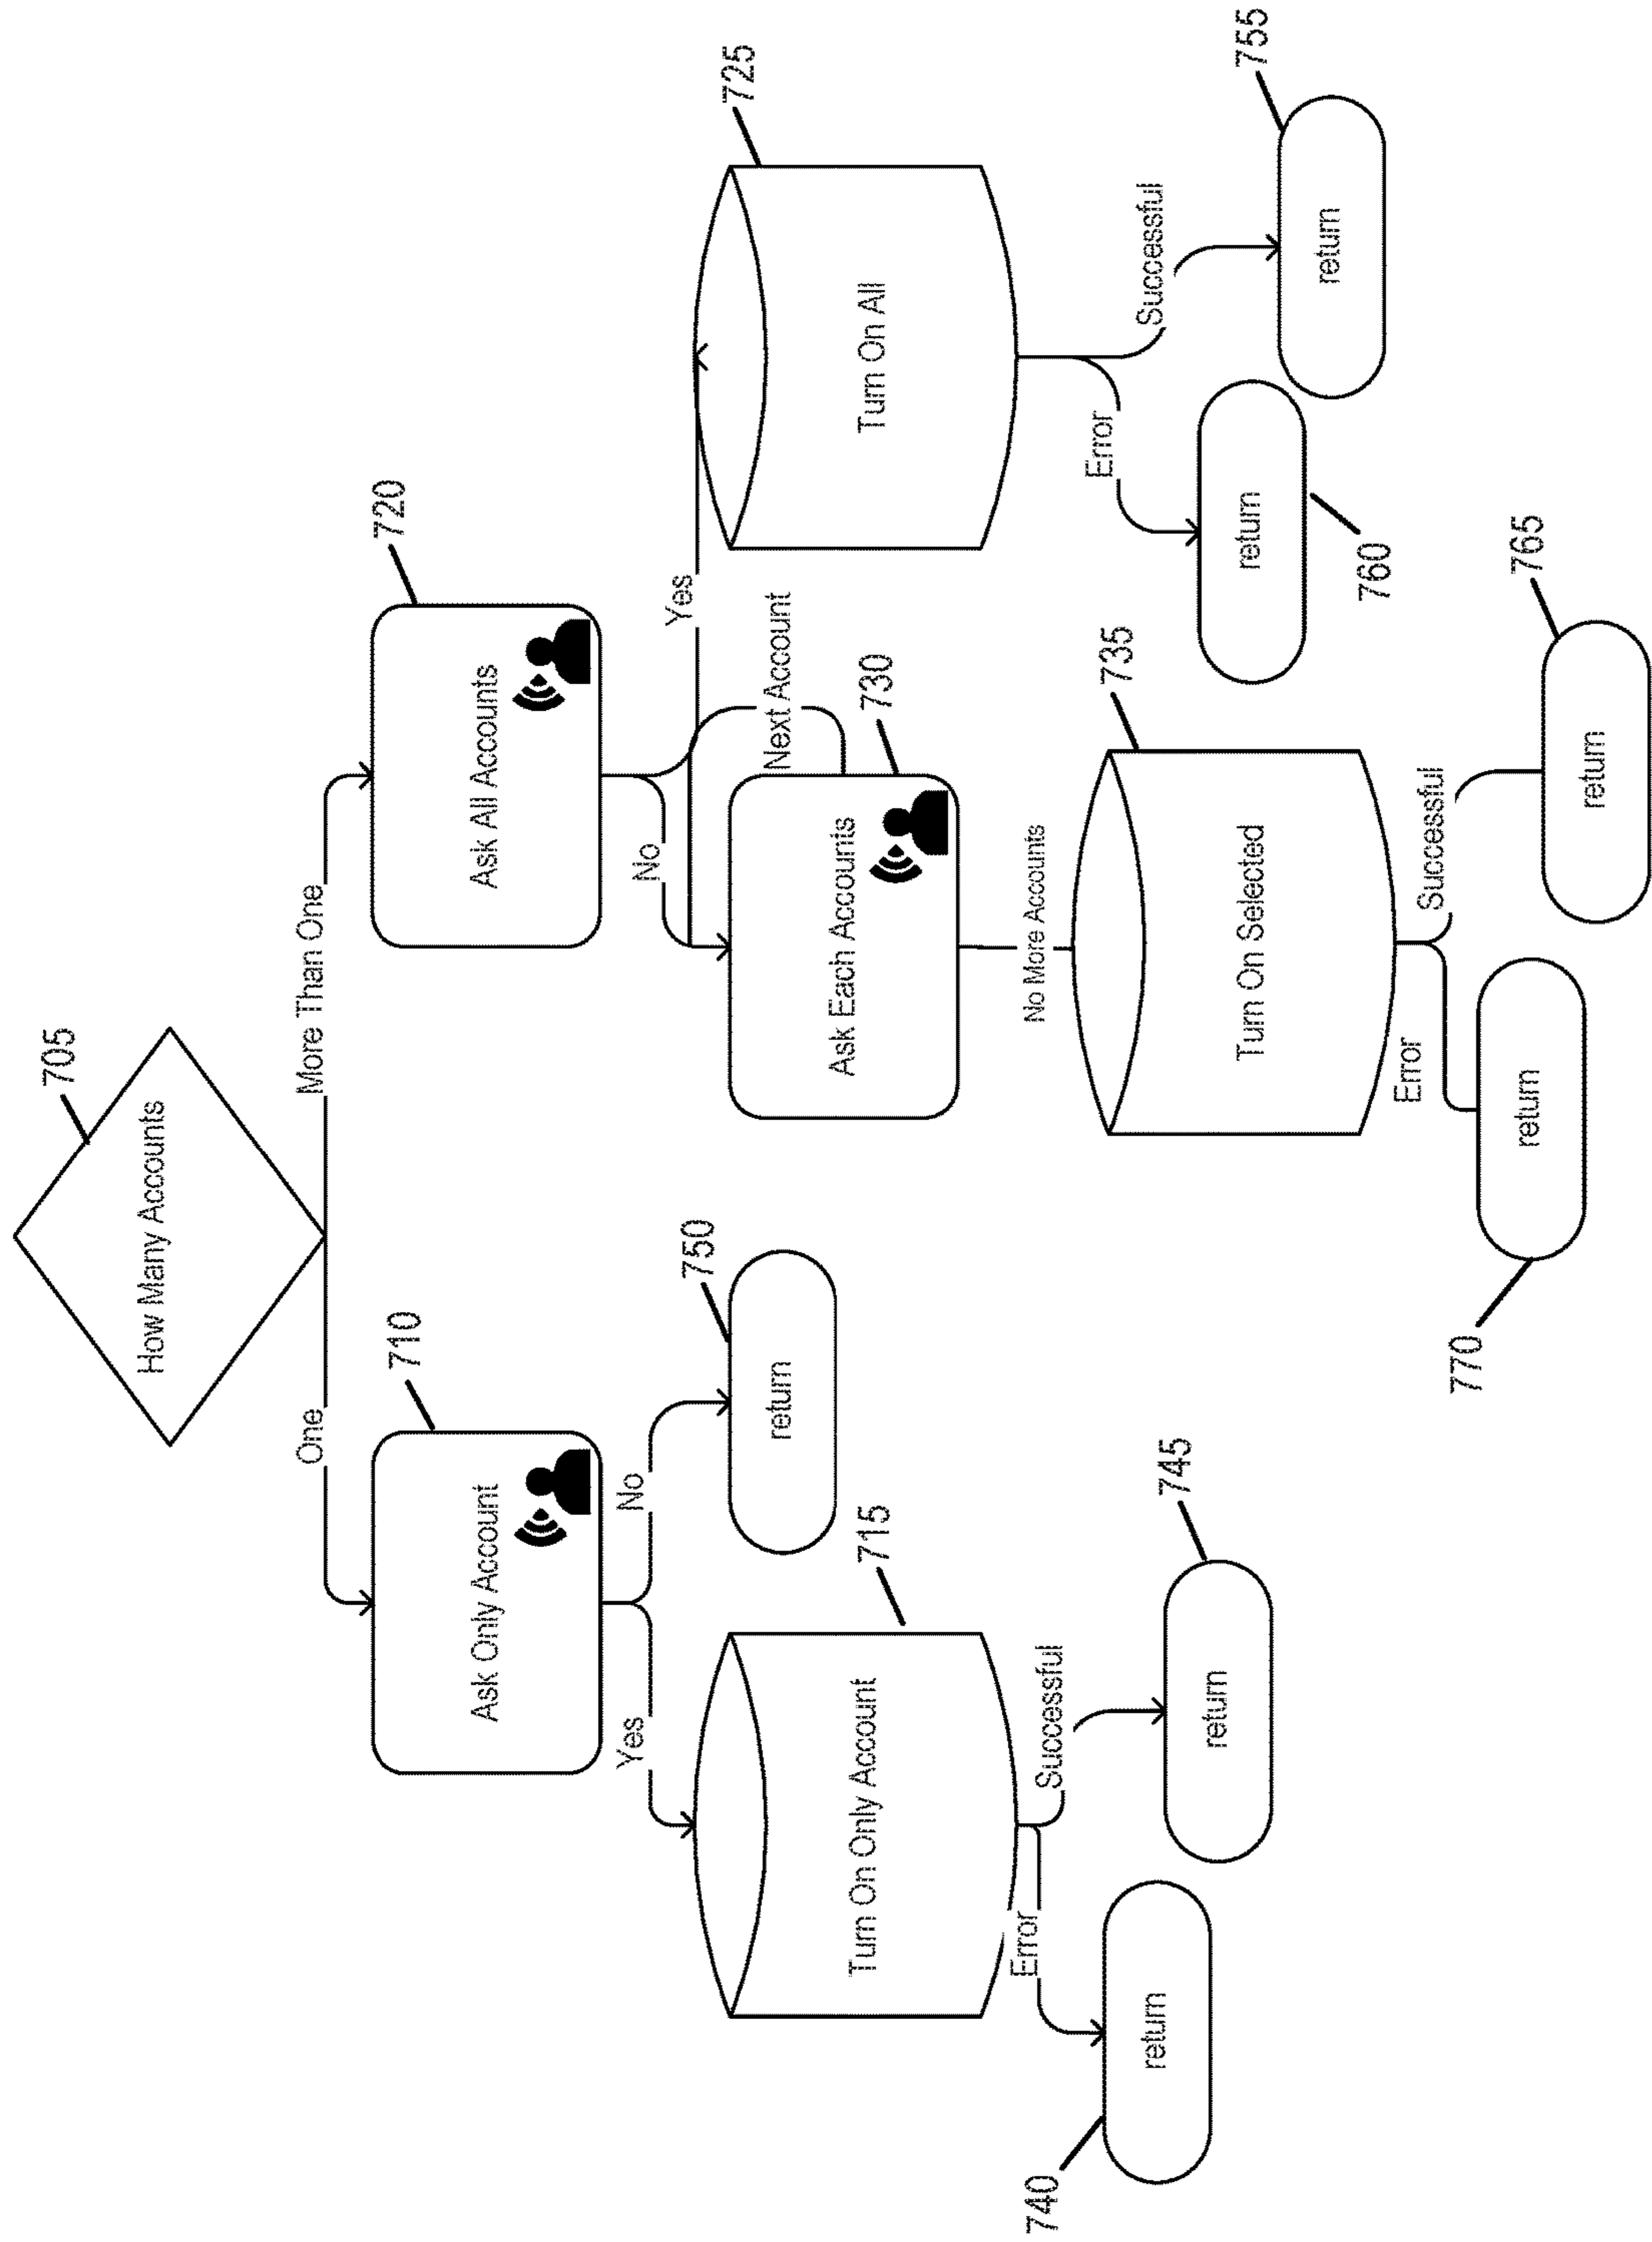 705
How Many Accounts
One
More Than One
710
Ask Only Account
720
Ask All Accounts
Yes
No
No
Yes
750
return
Next Account
730
Ask Each Accounts
725
Turn On All
715
Turn On Only Account
No More Accounts
735
Turn On Selected
Error
Successful
Error
Successful
740
return
745
return
760
return
755
return
Error
Successful
770
return
765
return